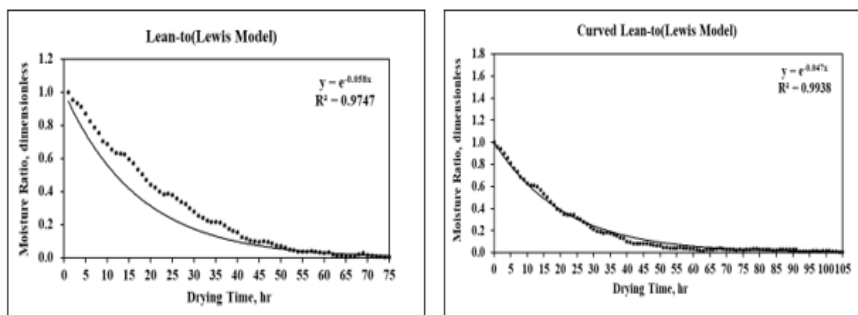 Lean-to(Lewis Model)
y = e^-0.058x
R² = 0.9747
Moisture Ratio, dimensionless
1.2
1.0
0.8
0.6
0.4
0.2
0.0
0 5 10 15 20 25 30 35 40 45 50 55 60 65 70 75
Drying Time, hr
Curved Lean-to(Lewis Model)
y = e^-0.047x
R² = 0.9938
Moisture Ratio, dimensionless
1.8
1.6
1.4
1.2
1.0
0.8
0.6
0.4
0.2
0.0
0 5 10 15 20 25 30 35 40 45 50 55 60 65 70 75 80 85 90 95 100 105
Drying Time, hr